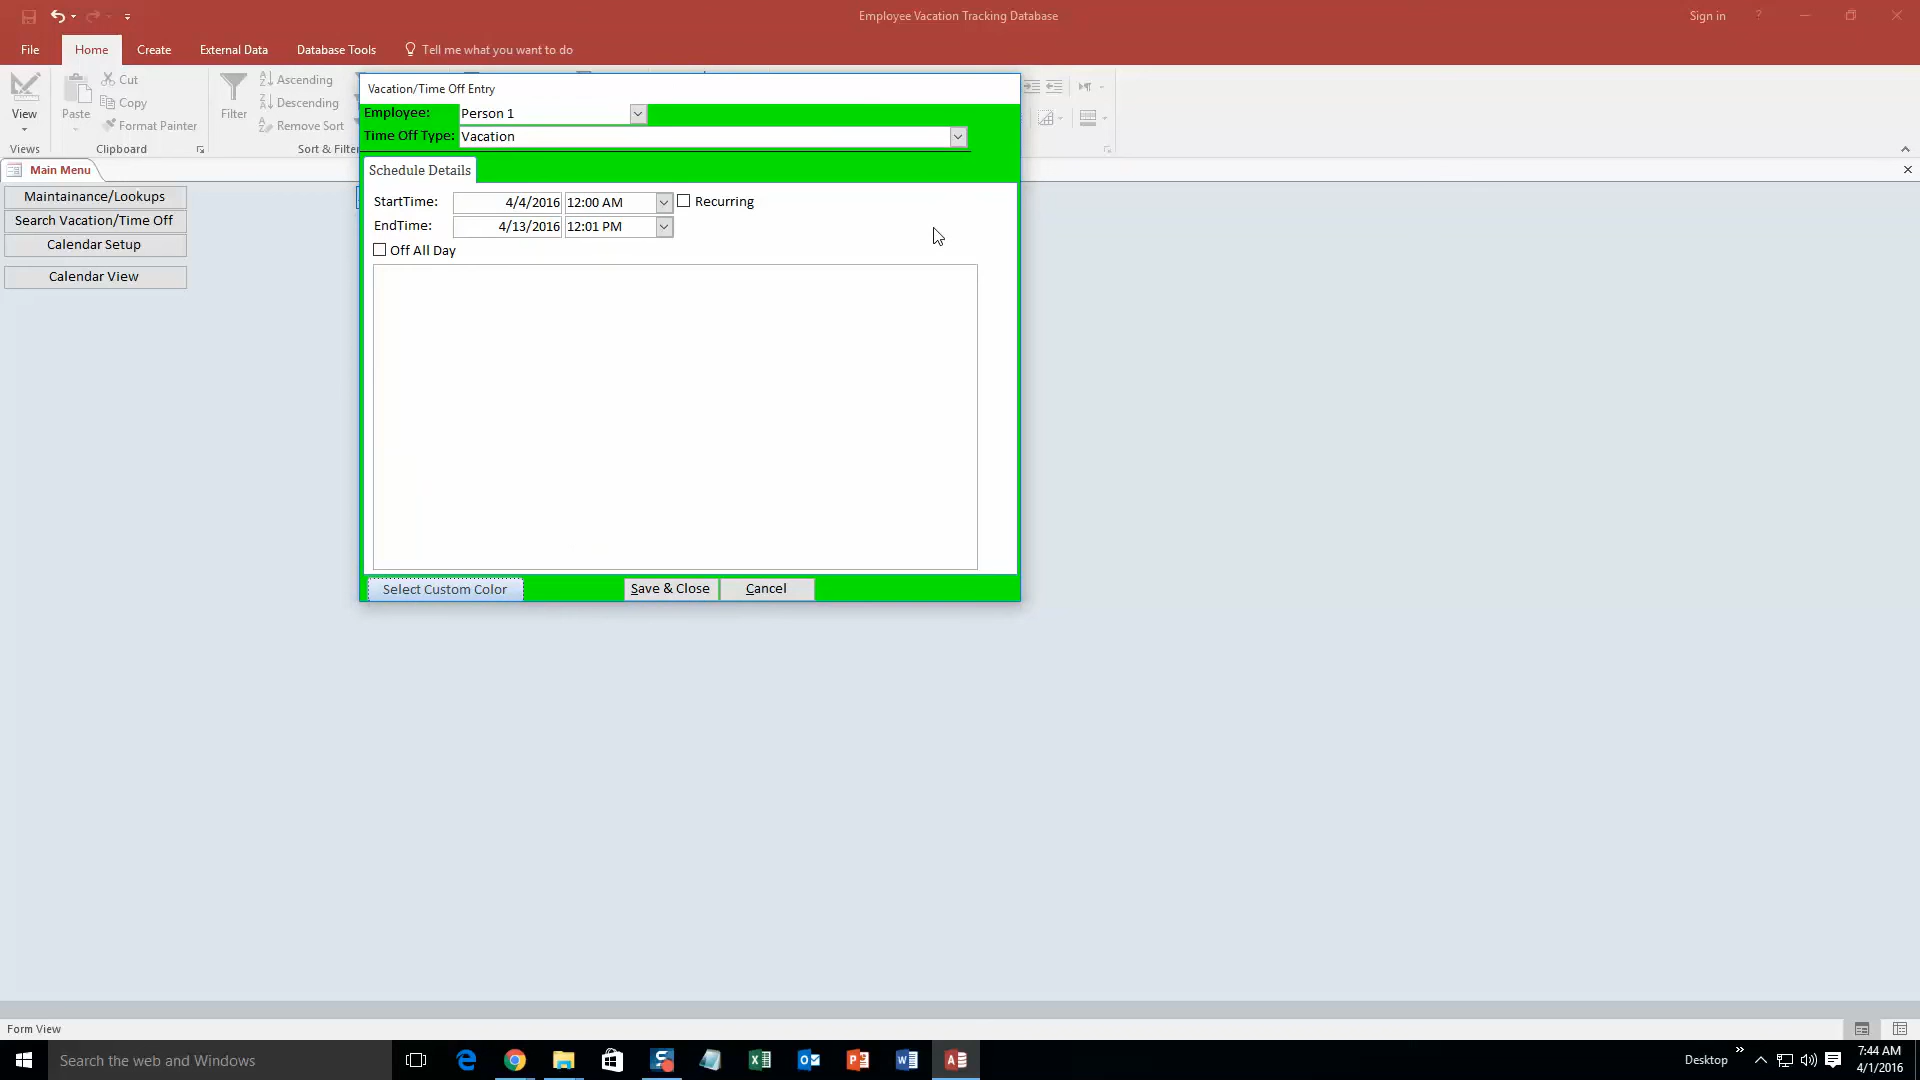 Employee Vacation Tracking Database
Sign in
?
File Home Create External Data Database Tools Tell me what you want to do
View
Views
Paste
Cut
Copy
Format Painter
Clipboard
Filter
Ascending
Descending
Remove Sort
Sort & Filter
Main Menu
Maintainance/Lookups
Search Vacation/Time Off
Calendar Setup
Calendar View
Vacation/Time Off Entry
Employee: Person 1
Time Off Type: Vacation
Schedule Details
StartTime: 4/4/2016 12:00 AM Recurring
EndTime: 4/13/2016 12:01 PM
Off All Day
Select Custom Color Save & Close Cancel
Form View
Search the web and Windows
Desktop
7:44 AM
4/1/2016